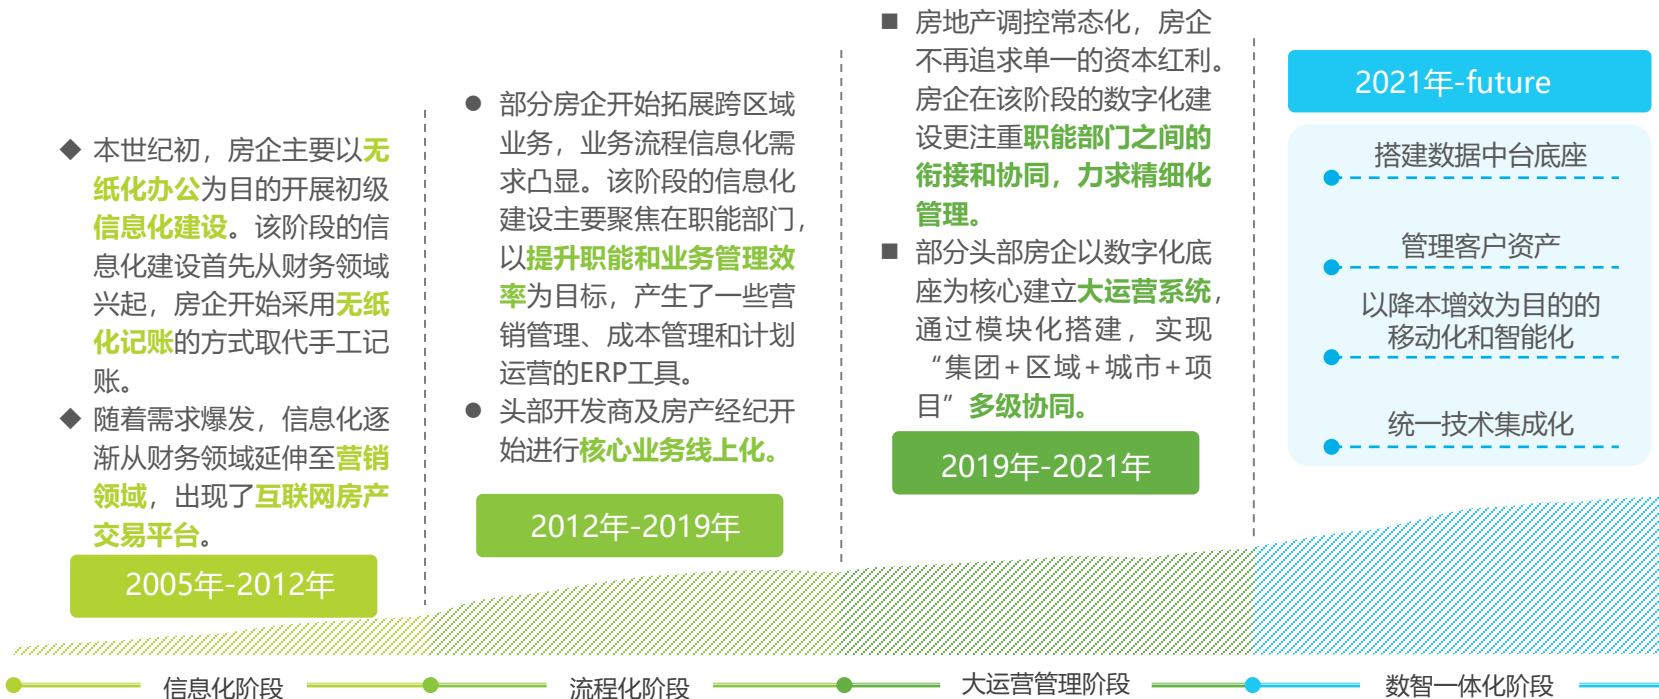 ◆ 本世纪初，房企主要以无
纸化办公为目的开展初级
信息化建设。该阶段的信
息化建设首先从财务领域
兴起，房企开始采用无纸
化记账的方式取代手工记
账。
◆ 随着需求爆发，信息化逐
渐从财务领域延伸至营销
领域，出现了互联网房产
交易平台。
2005年-2012年
● 部分房企开始拓展跨区域
业务，业务流程信息化需
求凸显。该阶段的信息化
建设主要聚焦在职能部门，
以提升职能和业务管理效
率为目标，产生了一些营
销管理、成本管理和计划
运营的ERP工具。
● 头部开发商及房产经纪开
始进行核心业务线上化。
2012年-2019年
■ 房地产调控常态化，房企
不再追求单一的资本红利。
房企在该阶段的数字化建
设更注重职能部门之间的
衔接和协同，力求精细化
管理。
■ 部分头部房企以数字化底
座为核心建立大运营系统，
通过模块化搭建，实现
“集团+区域+城市+项
目”多级协同。
2019年-2021年
2021年-future
搭建数据中台底座
管理客户资产
以降本增效为目的的
移动化和智能化
统一技术集成化
信息化阶段
流程化阶段
大运营管理阶段
数智一体化阶段